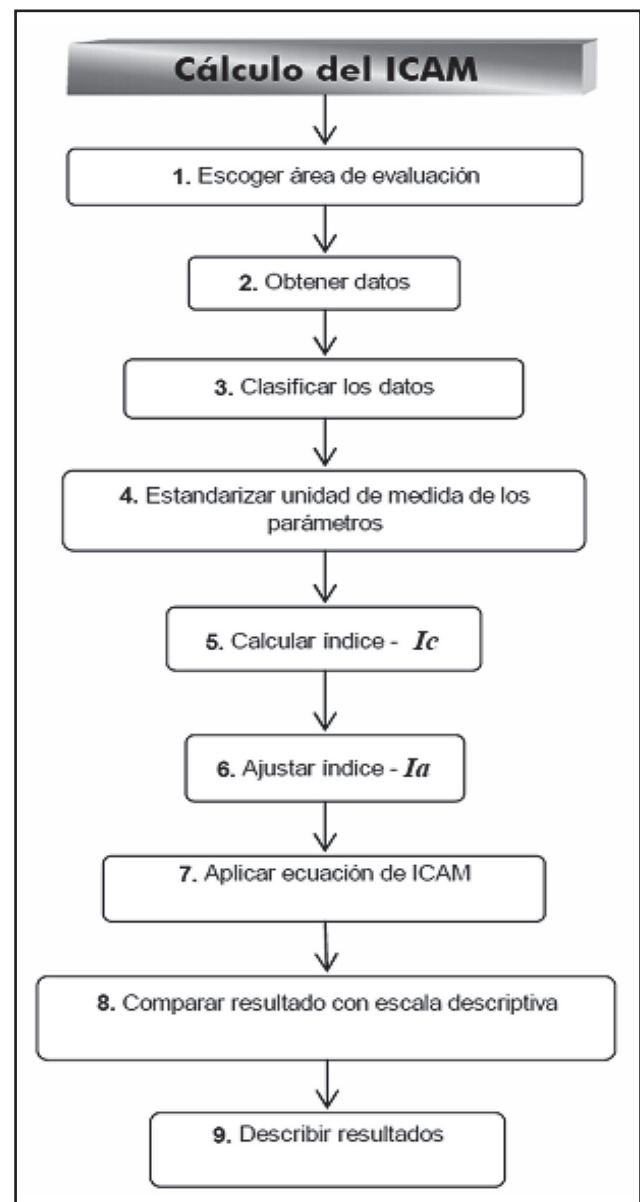 Cálculo del ICAM
1. Escoger área de evaluación
2. Obtener datos
3. Clasificar los datos
4. Estandarizar unidad de medida de los
parámetros
5. Calcular índice - Ic
6. Ajustar índice - Ia
7. Aplicar ecuación de ICAM
8. Comparar resultado con escala descriptiva
9. Describir resultados